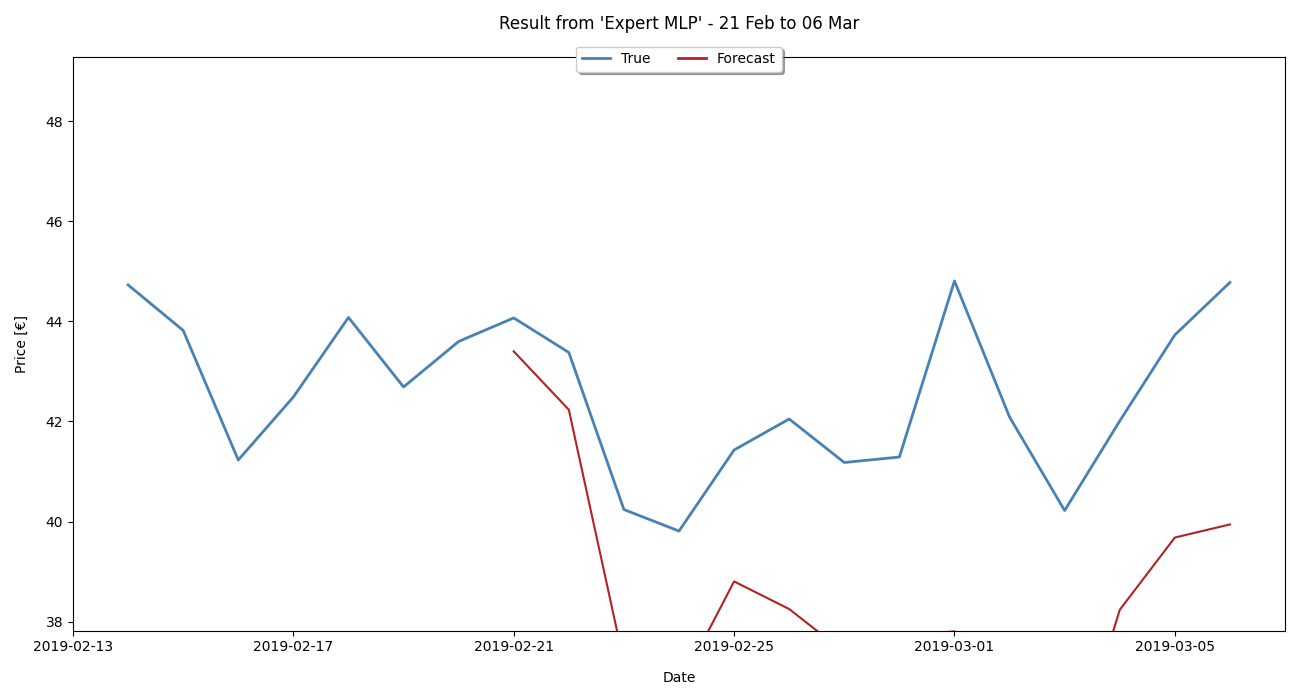 Result from 'Expert MLP' - 21 Feb to 06 Mar
True Forecast
48
46
44
42
40
38
Price [€]
2019-02-13 2019-02-17 2019-02-21 2019-02-25 2019-03-01 2019-03-05
Date